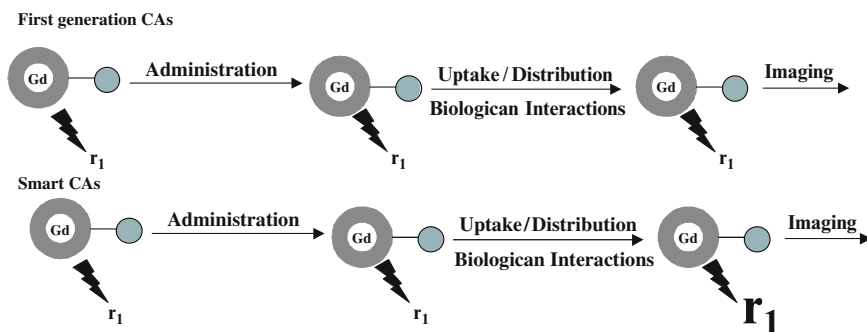 First generation CAs
Gd
Administration
Gd
Uptake/Distribution
Biologican Interactions
Gd
Imaging
r1
r1
r1
Smart CAs
Gd
Administration
Gd
Uptake/Distribution
Biologican Interactions
Gd
Imaging
r1
r1
r1